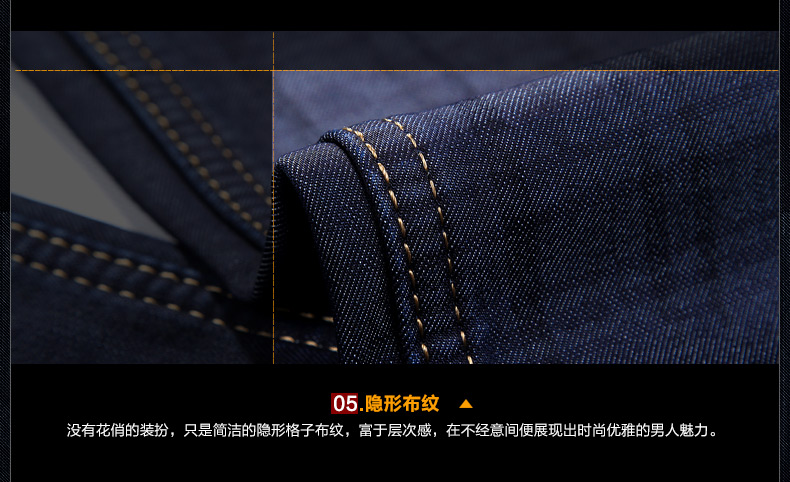 05.隐形布纹
没有花俏的装扮，只是简洁的隐形格子布纹，富于层次感，在不经意间便展现出时尚优雅的男人魅力。